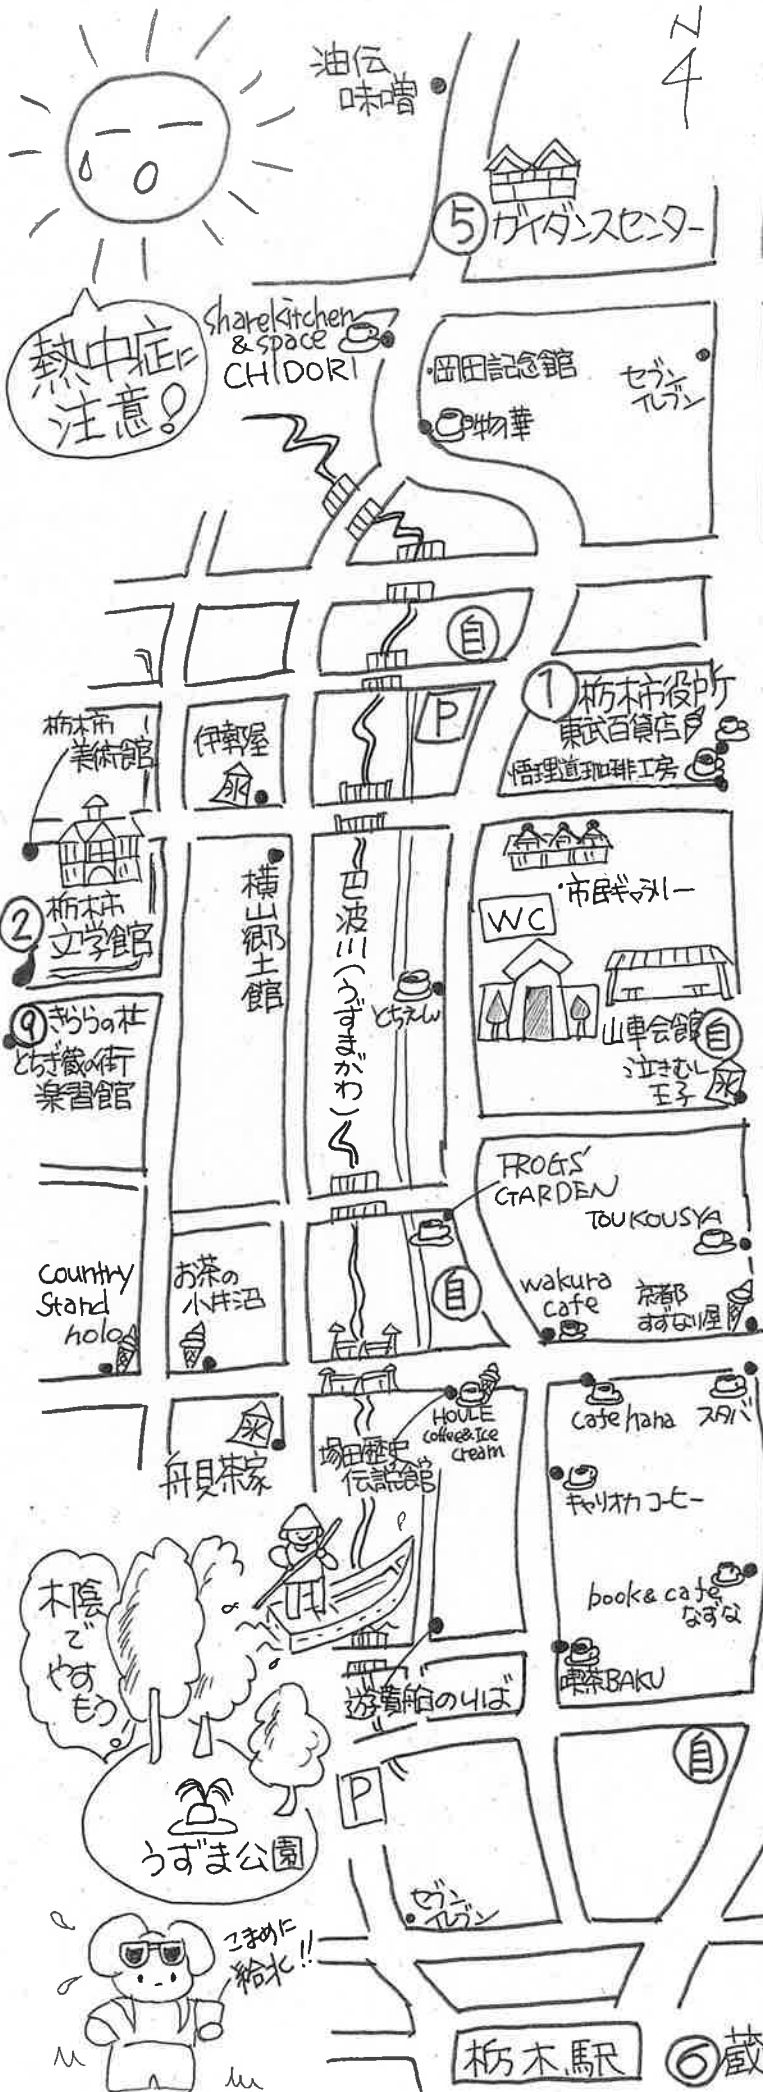 N
油伝
味噌
⑤ガイダンスセンター
熱中症に
注意!
share kitchen
& space
CHIDORI
・岡田記念館
セブン
イレブン
物華
自
①栃木市役所
東武百貨店
悟理道珈琲工房
P
栃木市
美術館
伊勢屋
氷
②栃木市
文学館
横山郷土館
巴波川(うずまがわ)
・市民ギャラリー
WC
とちえん
山車会館
自
泣きむし
王子
氷
⑨きららの杜
とちぎ蔵の街
楽習館
FROGS'
GARDEN
TOUKOUSYA
country
Stand
holo
お茶の
小井沼
自
wakura
cafe
京都
すずなり屋
舟貝茶家
氷
塚田歴史
伝説館
HOULE
coffee&Ice
cream
cafe hana
スタバ
キャリオカコーヒー
book & cafe
なずな
喫茶BAKU
木陰
で
やす
もう
遊覧船のりば
自
P
うずま公園
セブン
イレブン
こまめに
給水!!
栃木駅
⑥蔵